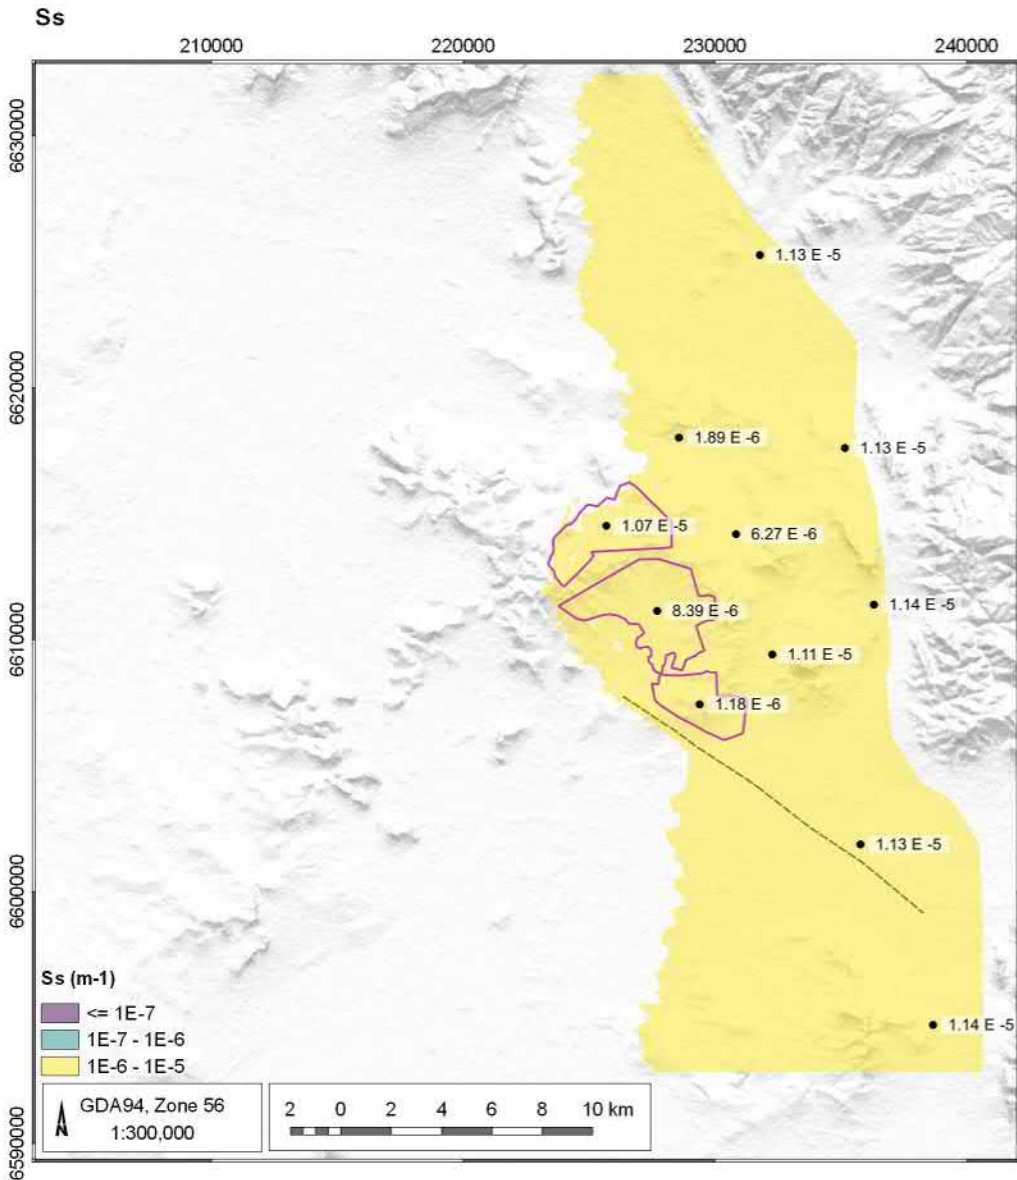 Ss
210000 220000 230000 240000
6630000
6620000
6610000
6600000
6590000
1.13 E -5
1.89 E -6
1.13 E -5
1.07 E -5
6.27 E -6
1.14 E -5
8.39 E -6
1.11 E -5
1.18 E -6
1.13 E -5
1.14 E -5
Ss (m-1)
<= 1E-7
1E-7 - 1E-6
1E-6 - 1E-5
N
GDA94, Zone 56
1:300,000
2 0 2 4 6 8 10 km